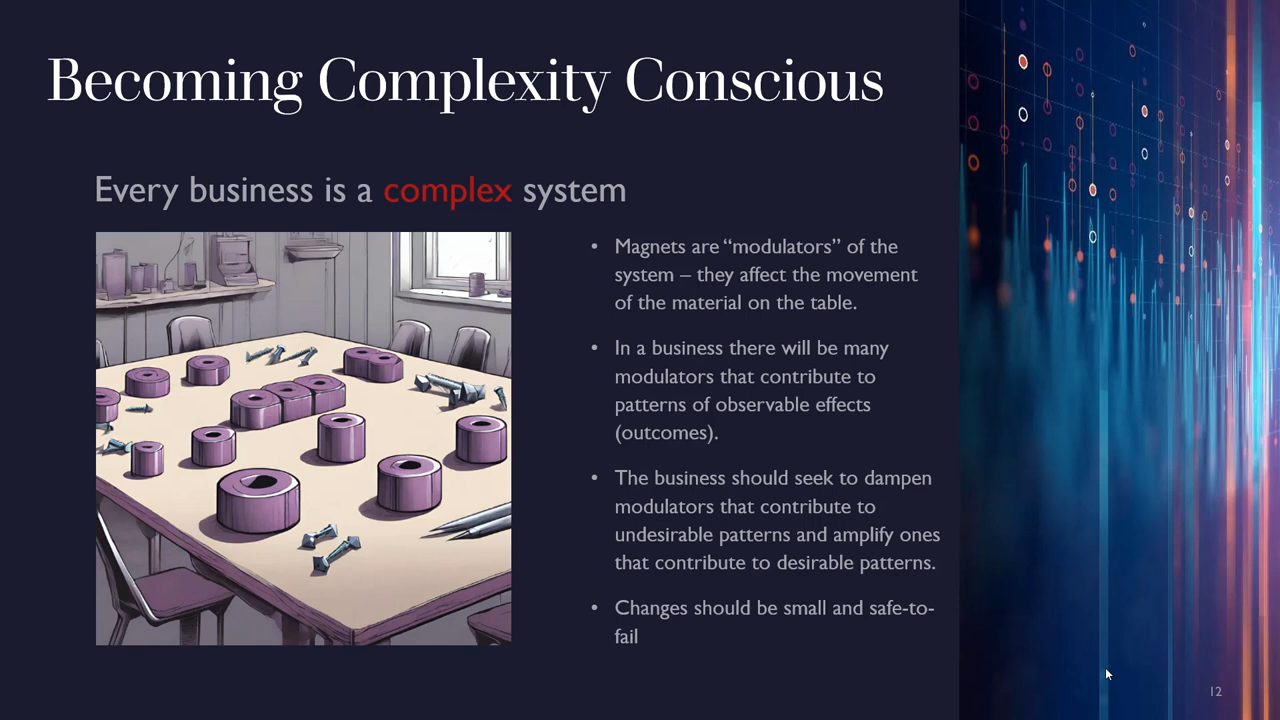 Becoming Complexity Conscious
Every business is a complex system
• Magnets are “modulators” of the
system – they affect the movement
of the material on the table.
• In a business there will be many
modulators that contribute to
patterns of observable effects
(outcomes).
• The business should seek to dampen
modulators that contribute to
undesirable patterns and amplify ones
that contribute to desirable patterns.
• Changes should be small and safe-to-
fail
12